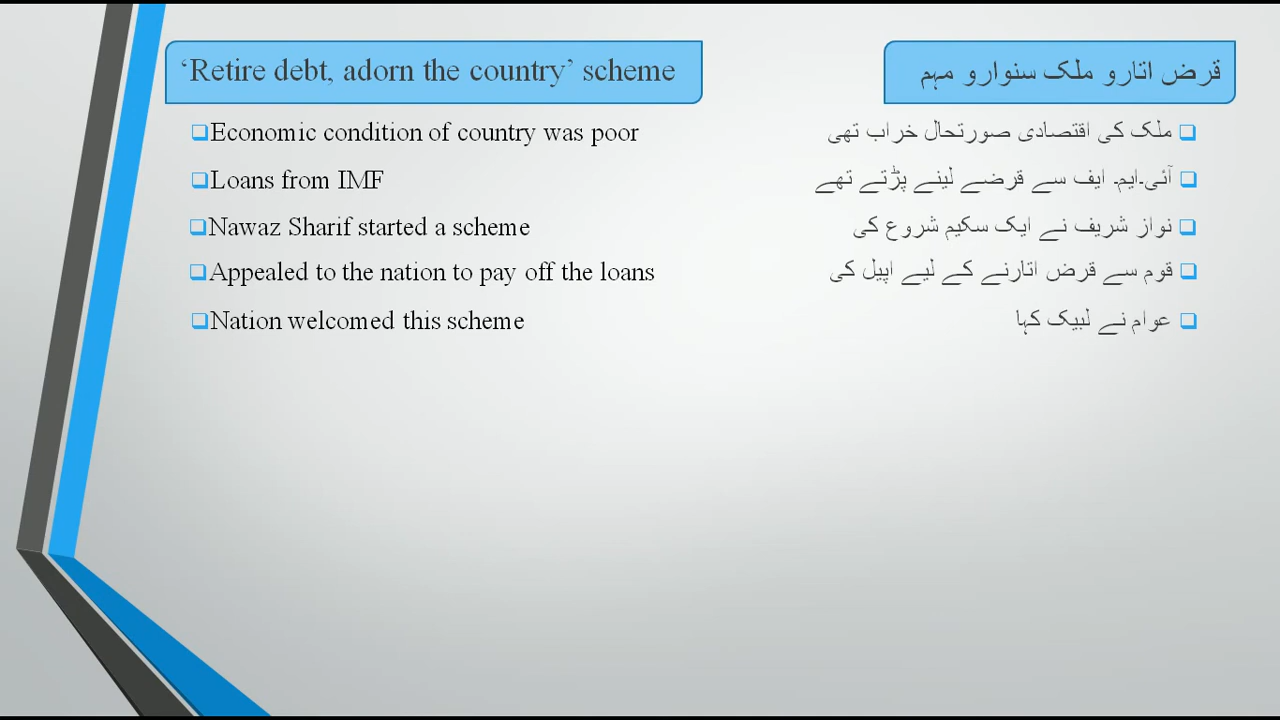 ‘Retire debt, adorn the country’ scheme
قرض اتارو ملک سنوارو مہم
Economic condition of country was poor
ملک کی اقتصادی صورتحال خراب تھی
Loans from IMF
آئی۔ایم۔ ایف سے قرضے لینے پڑتے تھے
Nawaz Sharif started a scheme
نواز شریف نے ایک سکیم شروع کی
Appealed to the nation to pay off the loans
قوم سے قرض اتارنے کے لیے اپیل کی
Nation welcomed this scheme
عوام نے لبیک کہا